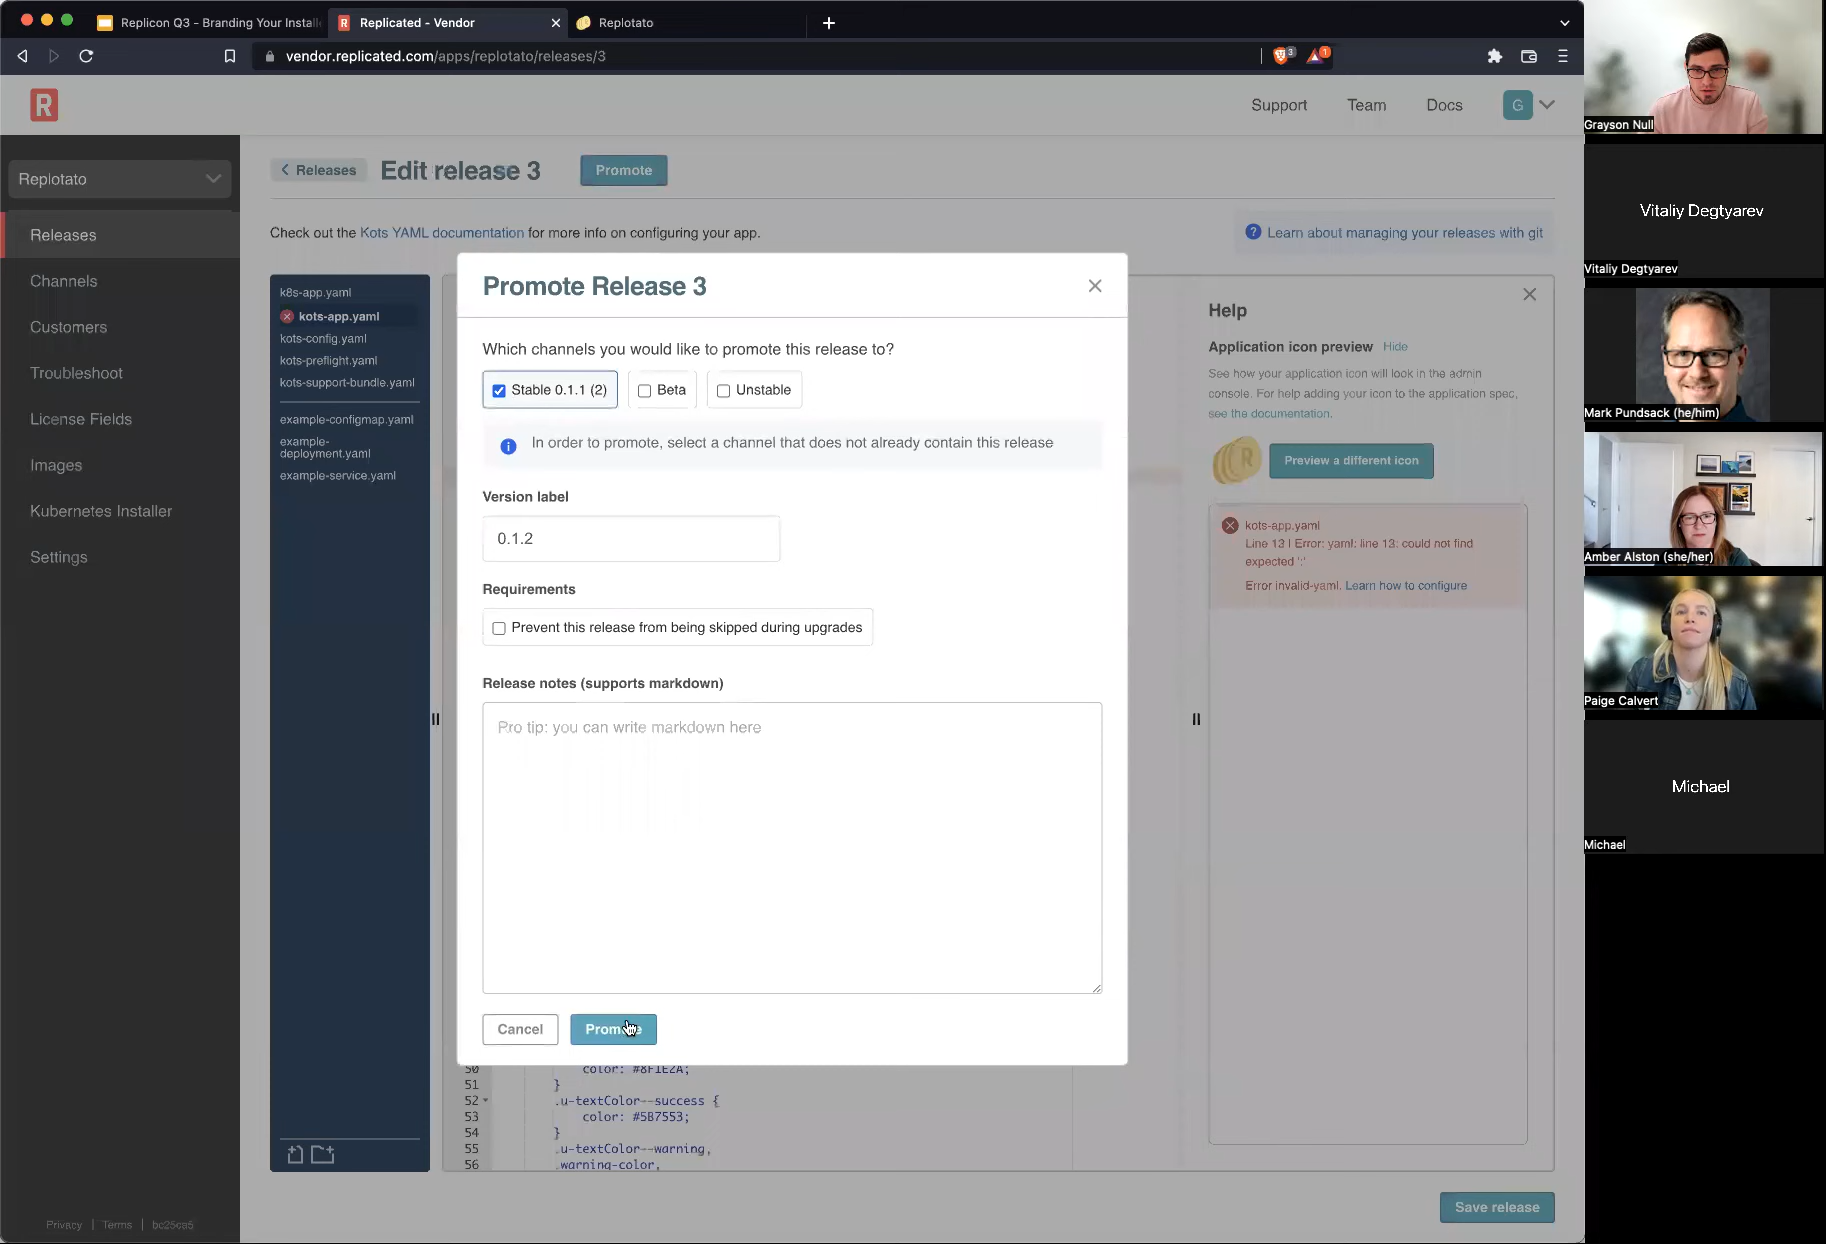 Replicon Q3 - Branding Your Install
Replicated - Vendor
Replotato
vendor.replicated.com/apps/replotato/releases/3
3
1
R
Support
Team
Docs
G
Replotato
Releases
Channels
Customers
Troubleshoot
License Fields
Images
Kubernetes Installer
Settings
Privacy | Terms |
Releases
Edit release 3
Promote
Check out the Kots YAML documentation for more info on configuring your app.
Learn about managing your releases with git
k8s-app.yaml
kots-app.yaml
kots-config.yaml
kots-preflight.yaml
kots-support-bundle.yaml
example-configmap.yaml
example-
deployment.yaml
example-service.yaml
Promote Release 3
Which channels you would like to promote this release to?
Stable 0.1.1 (2)
Beta
Unstable
In order to promote, select a channel that does not already contain this release
Version label
0.1.2
Requirements
Prevent this release from being skipped during upgrades
Release notes (supports markdown)
Pro tip: you can write markdown here
Cancel
50 color: #8F1E2A;
51 }
52 .u-textColor--success {
53 color: #5B7553;
54 }
55 .u-textColor--warning,
56 .warning-color,
Help
Application icon preview Hide
See how your application icon will look in the admin
console. For help adding your icon to the application spec,
see the documentation.
R
Preview a different icon
kots-app.yaml
Line 13 | Error: yaml: line 13: could not find
expected ':'
Error invalid-yaml. Learn how to configure
Save release
Grayson Null
Vitaliy Degtyarev
Vitaliy Degtyarev
Mark Pundsack (he/him)
Amber Alston (she/her)
Paige Calvert
Michael
Michael